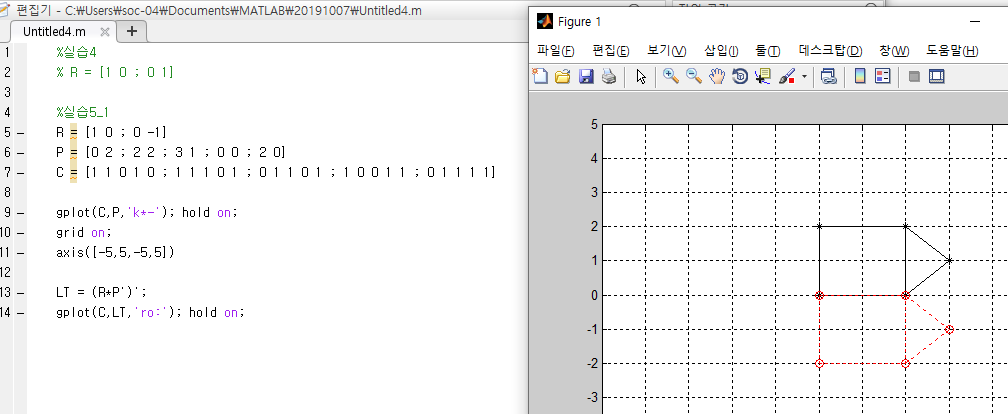 편집기 - C:₩Users₩soc-04₩Documents₩MATLAB₩20191007₩Untitled4.m
Untitled4.m × +
1 %실습4
2 % R = [1 0 ; 0 1]
3
4 %실습5_1
5 – R = [1 0 ; 0 -1]
6 – P = [0 2 ; 2 2 ; 3 1 ; 0 0 ; 2 0]
7 – C = [1 1 0 1 0 ; 1 1 1 0 1 ; 0 1 1 0 1 ; 1 0 0 1 1 ; 0 1 1 1 1]
8
9 – gplot(C,P,'k*-'); hold on;
10 – grid on;
11 – axis([-5,5,-5,5])
12
13 – LT = (R*P')';
14 – gplot(C,LT,'ro:'); hold on;
Figure 1
파일(F) 편집(E) 보기(V) 삽입(I) 툴(T) 데스크탑(D) 창(W) 도움말(H)
5
4
3
2
1
0
-1
-2
-3